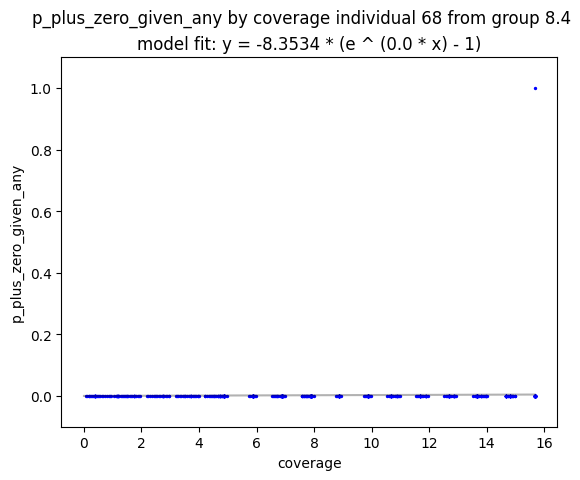 p_plus_zero_given_any by coverage individual 68 from group 8.4
model fit: y = -8.3534 * (e ^ (0.0 * x) - 1)
1.0
0.8
0.6
0.4
0.2
0.0
p_plus_zero_given_any
0 2 4 6 8 10 12 14 16
coverage